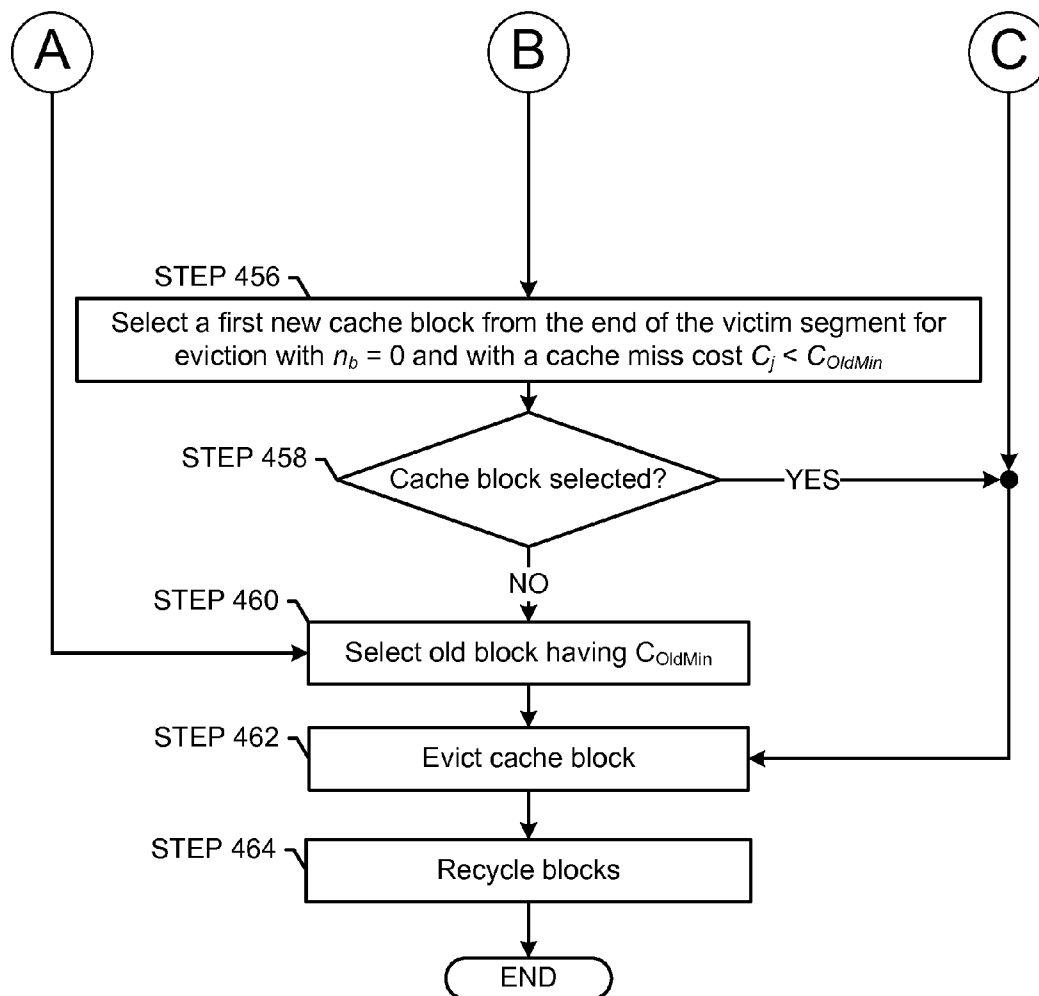 A
B
C
STEP 456
Select a first new cache block from the end of the victim segment for
eviction with n_b = 0 and with a cache miss cost C_j < C_OldMin
STEP 458
Cache block selected?
YES
NO
STEP 460
Select old block having C_OldMin
STEP 462
Evict cache block
STEP 464
Recycle blocks
END